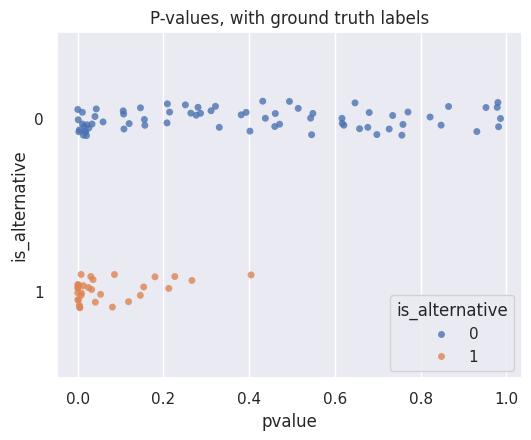 P-values, with ground truth labels
is_alternative
0
1
is_alternative
0
1
0.0 0.2 0.4 0.6 0.8 1.0
pvalue